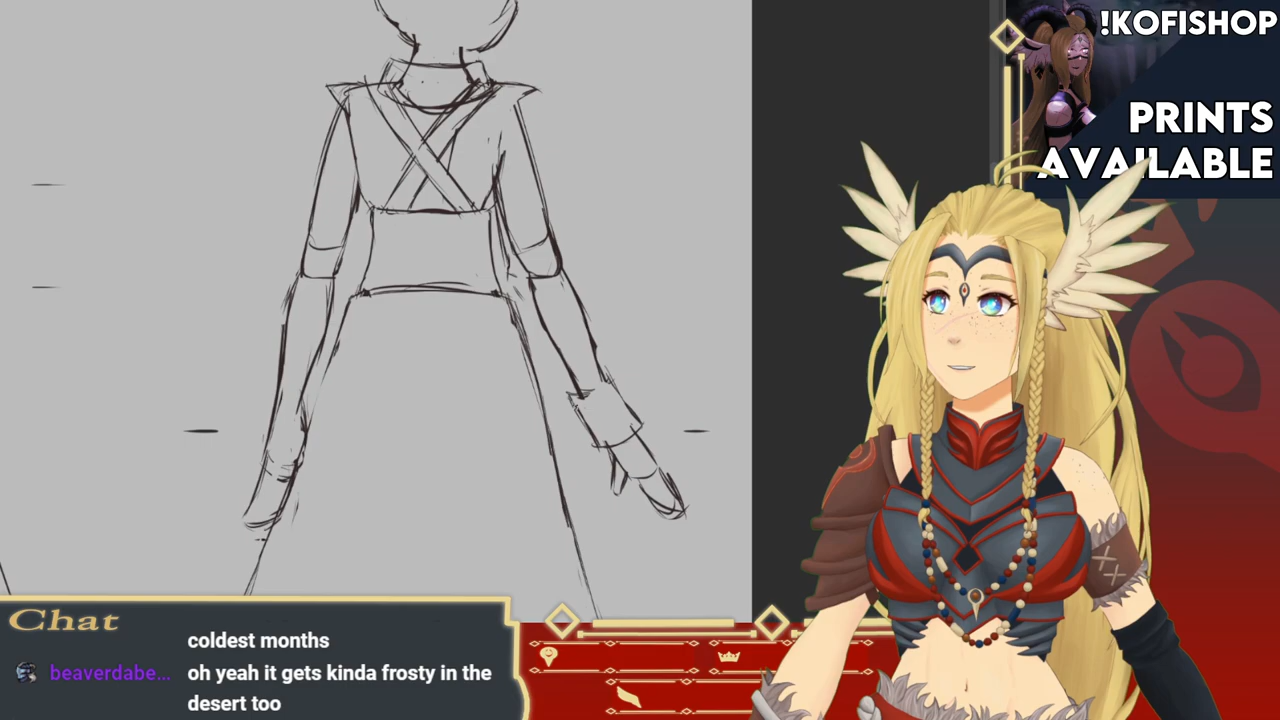 !KOFISHOP
PRINTS
AVAILABLE
Chat
coldest months
beaverdabe... oh yeah it gets kinda frosty in the
desert too